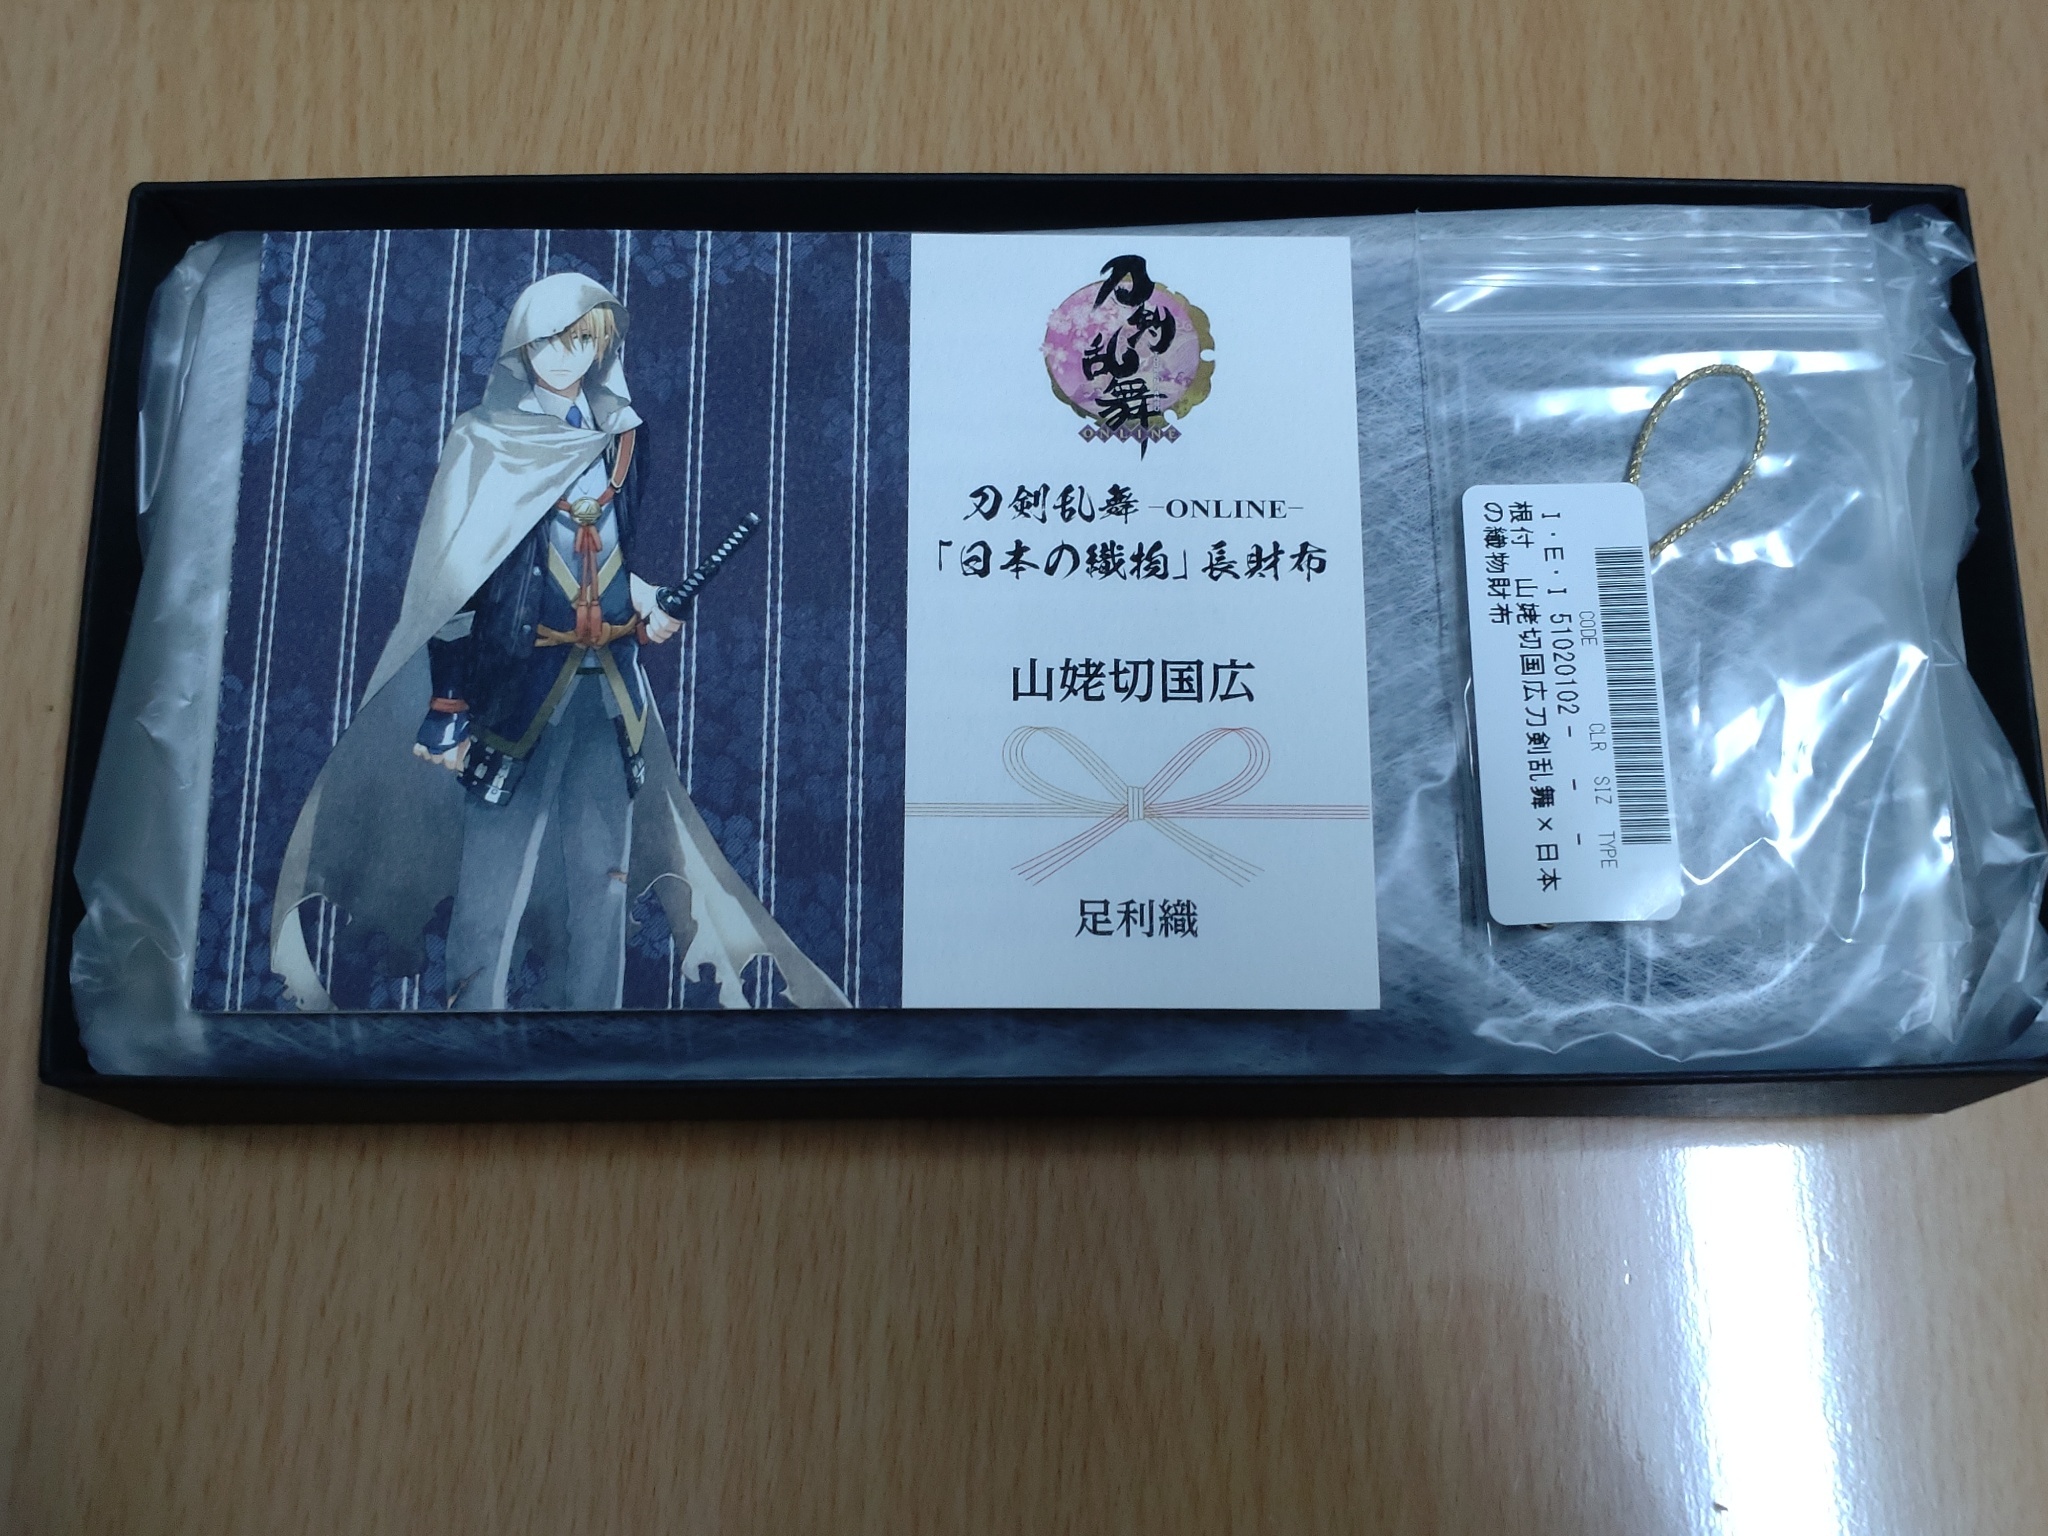 刀剣乱舞
ONLINE
刀剣乱舞-ONLINE-
「日本の織物」長財布
山姥切国広
足利織
CODE CLR SIZ TYPE
I・E・I 51020102- - -
根付 山姥切国広刀剣乱舞×日本
の織物財布